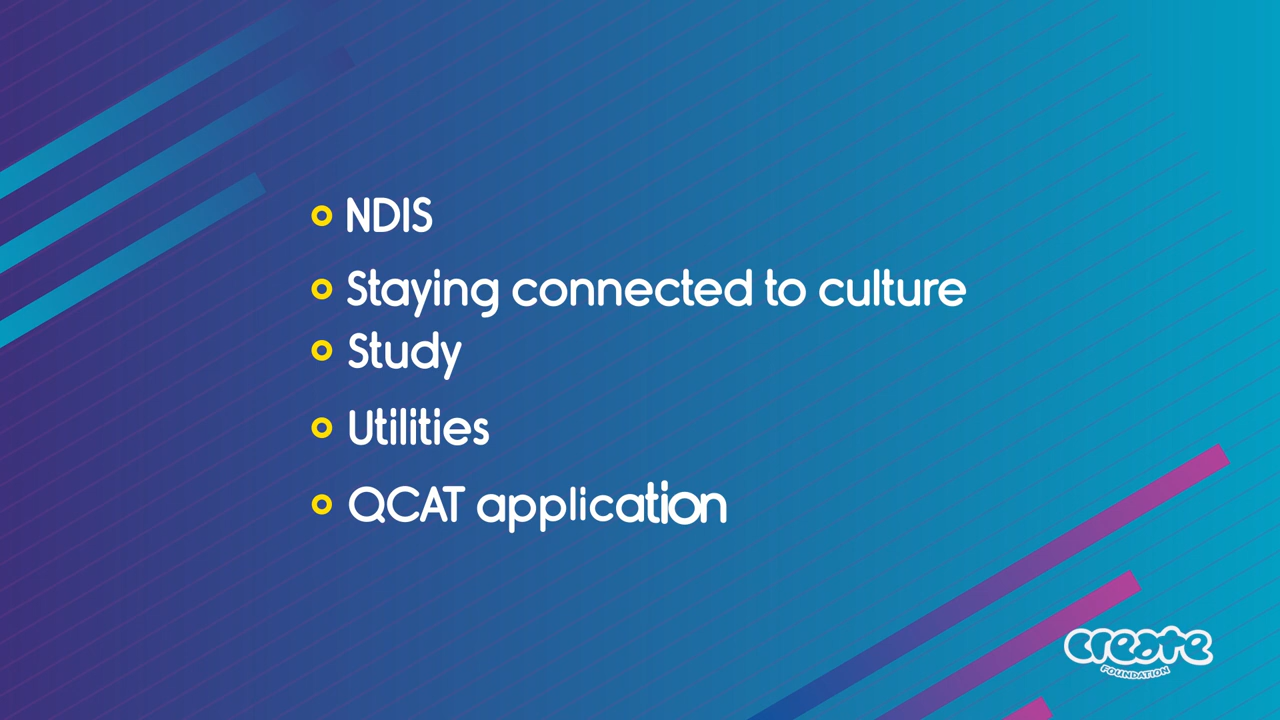 NDIS
Staying connected to culture
Study
Utilities
QCAT application
create
FOUNDATION